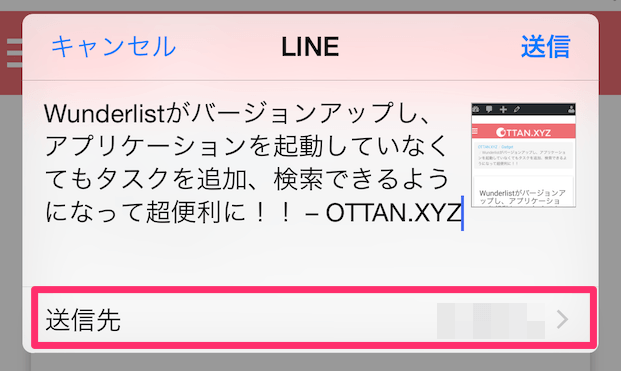 キャンセル LINE 送信
Wunderlistがバージョンアップし、
アプリケーションを起動していなく
てもタスクを追加、検索できるよう
になって超便利に！！ – OTTAN.XYZ
OTTAN.XYZ
Wunderlistがバージョンアッ
プし、アプリケーショ
送信先